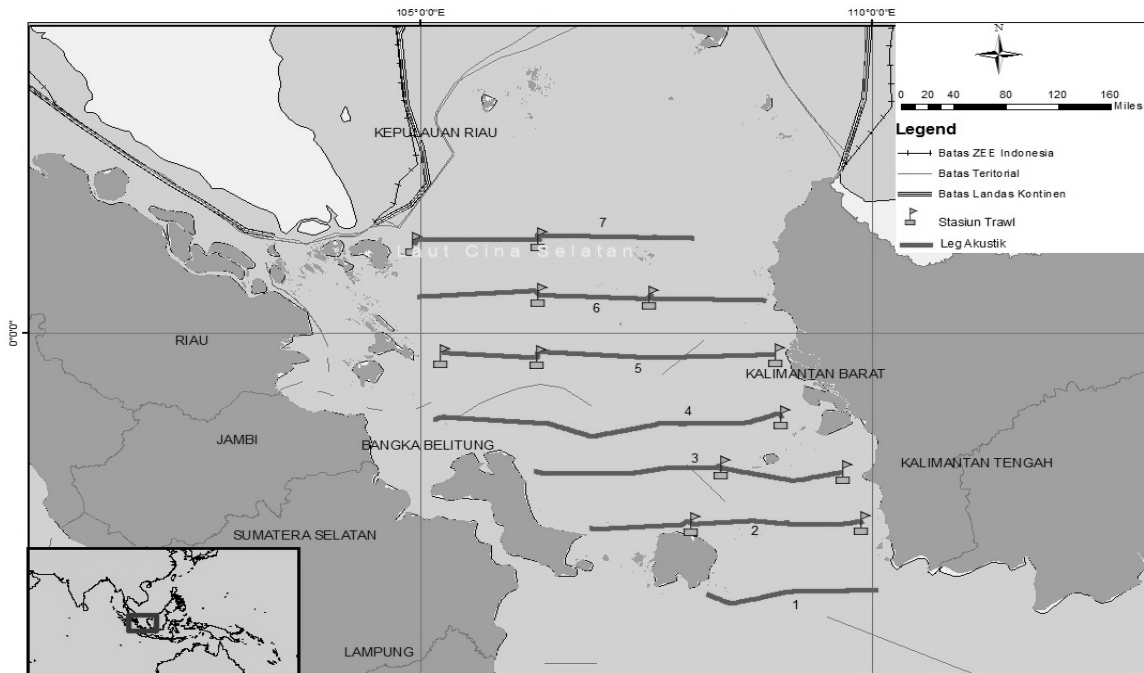 105°0'0"E
110°0'0"E
N
0 20 40 80 120 160
Miles
Legend
Batas ZEE Indonesia
Batas Teritorial
Batas Landas Kontinen
Stasiun Trawl
Leg Akustik
KEPULAUAN RIAU
7
Laut Cina Selatan
6
0°0'0"
RIAU
5
KALIMANTAN BARAT
4
JAMBI
BANGKA BELITUNG
3
KALIMANTAN TENGAH
SUMATERA SELATAN
2
1
LAMPUNG